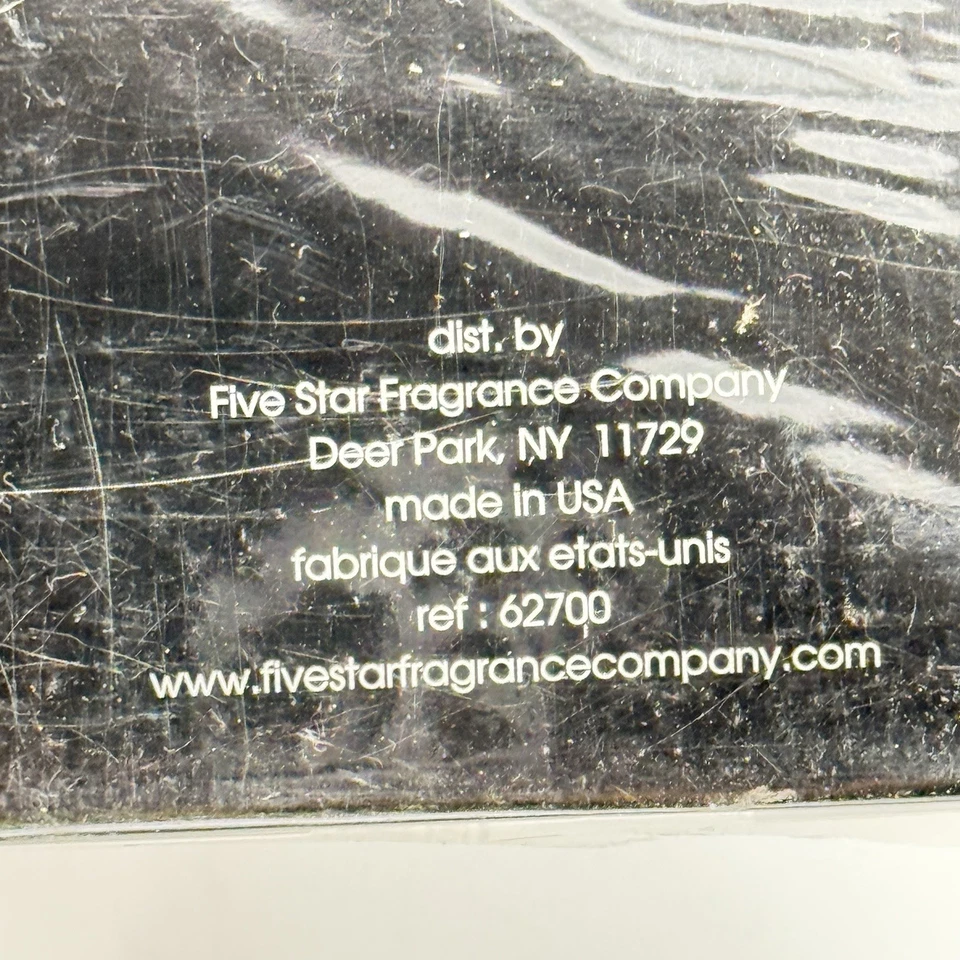 dist. by
Five Star Fragrance Company
Deer Park, NY 11729
made in USA
fabrique aux etats-unis
ref : 62700
www.fivestarfragrancecompany.com